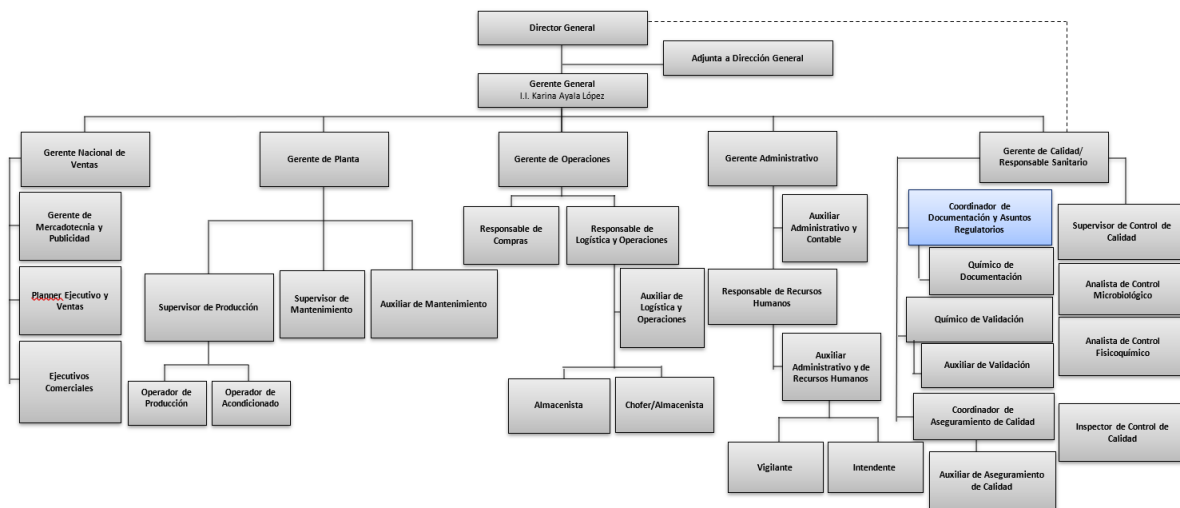 Director General
Adjunta a Dirección General
Gerente General
I.I. Karina Ayala López
Gerente Nacional de
Ventas
Gerente de Planta
Gerente de Operaciones
Gerente Administrativo
Gerente de Calidad/
Responsable Sanitario
Gerente de
Mercadotecnia y
Publicidad
Planner Ejecutivo y
Ventas
Ejecutivos
Comerciales
Supervisor de Producción
Supervisor de
Mantenimiento
Auxiliar de Mantenimiento
Operador de
Producción
Operador de
Acondicionado
Responsable de
Compras
Responsable de
Logística y Operaciones
Auxiliar de
Logística y
Operaciones
Almacenista
Chofer/Almacenista
Auxiliar
Administrativo y
Contable
Responsable de Recursos
Humanos
Auxiliar
Administrativo y de
Recursos Humanos
Vigilante
Intendente
Coordinador de
Documentación y Asuntos
Regulatorios
Químico de
Documentación
Químico de Validación
Auxiliar de Validación
Coordinador de
Aseguramiento de Calidad
Auxiliar de Aseguramiento
de Calidad
Supervisor de Control de
Calidad
Analista de Control
Microbiológico
Analista de Control
Fisicoquímico
Inspector de Control de
Calidad